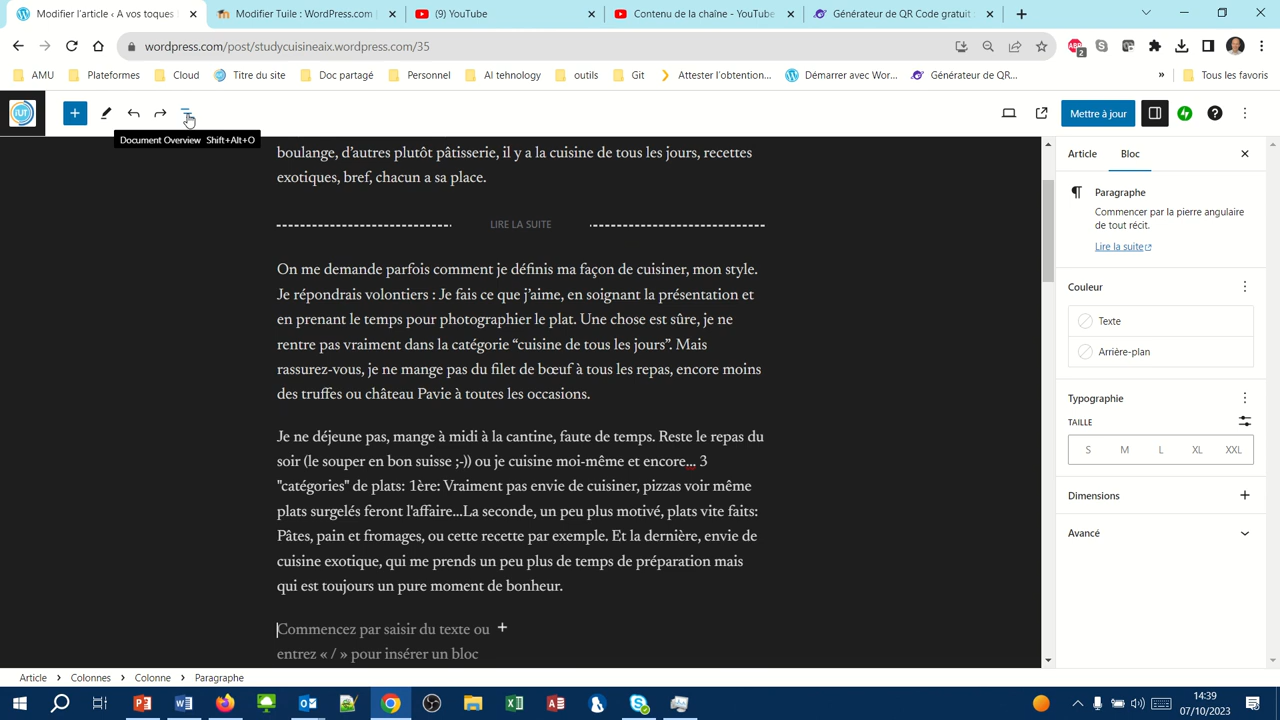 Modifier l'article « A vos toques
Modifier Tuile : WordPress.com
(9) YouTube
Contenu de la chaîne - YouTube
Générateur de QR Code gratuit :
wordpress.com/post/studycuisineaix.wordpress.com/35
AMU
Plateformes
Cloud
Titre du site
Doc partagé
Personnel
AI tehnology
outils
Git
Attester l'obtention...
Démarrer avec Wor...
Générateur de QR...
»
Tous les favoris
iUT
Mettre à jour
Document Overview Shift+Alt+O
boulange, d'autres plutôt pâtisserie, il y a la cuisine de tous les jours, recettes
exotiques, bref, chacun a sa place.
LIRE LA SUITE
On me demande parfois comment je définis ma façon de cuisiner, mon style.
Je répondrais volontiers : Je fais ce que j'aime, en soignant la présentation et
en prenant le temps pour photographier le plat. Une chose est sûre, je ne
rentre pas vraiment dans la catégorie “cuisine de tous les jours”. Mais
rassurez-vous, je ne mange pas du filet de bœuf à tous les repas, encore moins
des truffes ou château Pavie à toutes les occasions.
Je ne déjeune pas, mange à midi à la cantine, faute de temps. Reste le repas du
soir (le souper en bon suisse ;-)) ou je cuisine moi-même et encore... 3
"catégories" de plats: 1ère: Vraiment pas envie de cuisiner, pizzas voir même
plats surgelés feront l'affaire...La seconde, un peu plus motivé, plats vite faits:
Pâtes, pain et fromages, ou cette recette par exemple. Et la dernière, envie de
cuisine exotique, qui me prends un peu plus de temps de préparation mais
qui est toujours un pure moment de bonheur.
Commencez par saisir du texte ou
entrez « / » pour insérer un bloc
Article
Bloc
Paragraphe
Commencer par la pierre angulaire
de tout récit.
Lire la suite
Couleur
Texte
Arrière-plan
Typographie
TAILLE
S M L XL XXL
Dimensions
Avancé
Article > Colonnes > Colonne > Paragraphe
14:39
07/10/2023